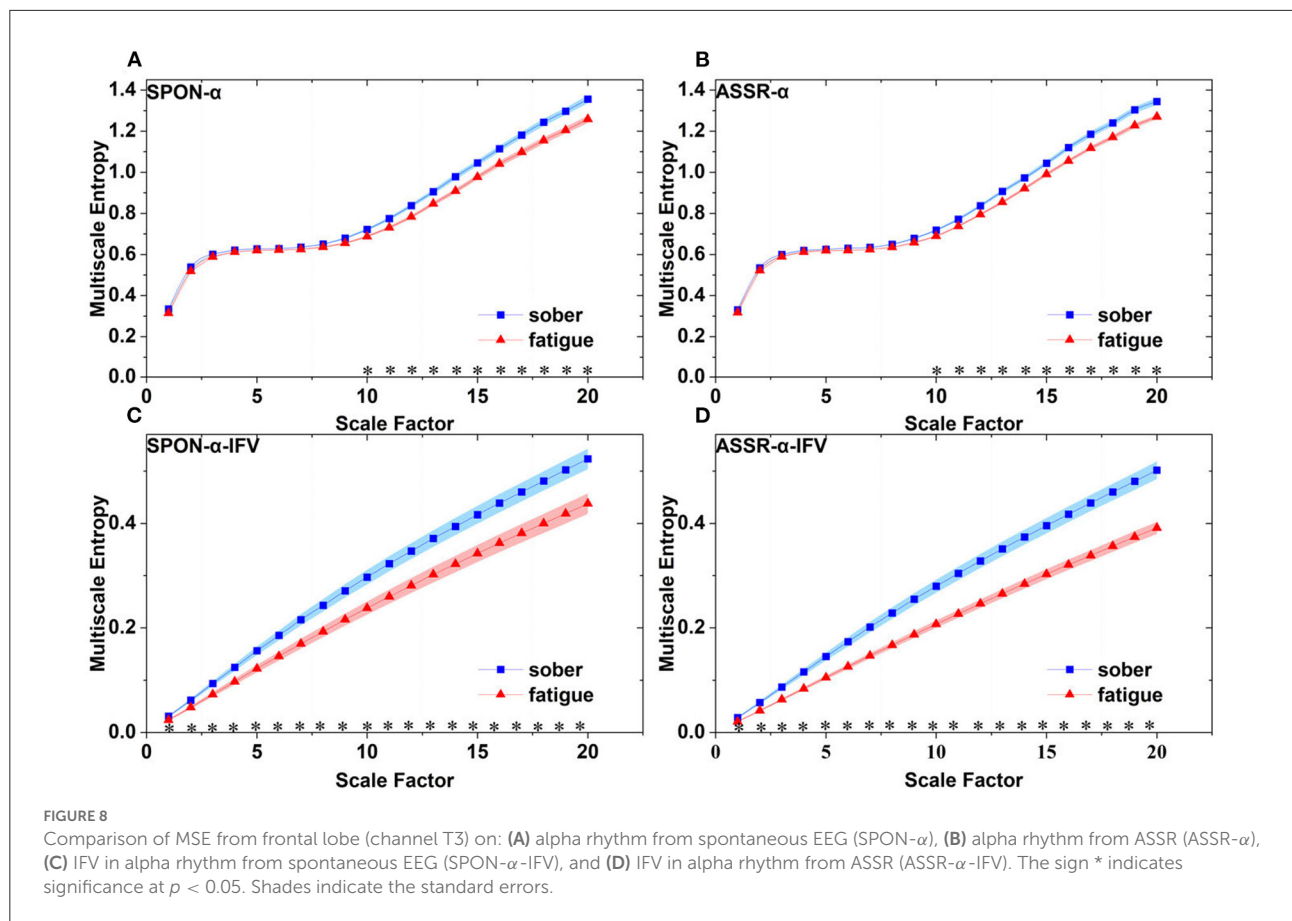 A
SPON-α
1.4
1.2
1.0
0.8
0.6
0.4
0.2
0.0
Multiscale Entropy
sober
fatigue
* * * * * * * * * * *
0 5 10 15 20
Scale Factor
B
ASSR-α
1.4
1.2
1.0
0.8
0.6
0.4
0.2
0.0
Multiscale Entropy
sober
fatigue
* * * * * * * * * * *
0 5 10 15 20
Scale Factor
C
SPON-α-IFV
0.4
0.2
0.0
Multiscale Entropy
sober
fatigue
* * * * * * * * * * * * * * * * * * * *
0 5 10 15 20
Scale Factor
D
ASSR-α-IFV
0.4
0.2
0.0
Multiscale Entropy
sober
fatigue
* * * * * * * * * * * * * * * * * * * *
0 5 10 15 20
Scale Factor
FIGURE 8
Comparison of MSE from frontal lobe (channel T3) on: (A) alpha rhythm from spontaneous EEG (SPON-α), (B) alpha rhythm from ASSR (ASSR-α),
(C) IFV in alpha rhythm from spontaneous EEG (SPON-α-IFV), and (D) IFV in alpha rhythm from ASSR (ASSR-α-IFV). The sign * indicates
significance at p < 0.05. Shades indicate the standard errors.